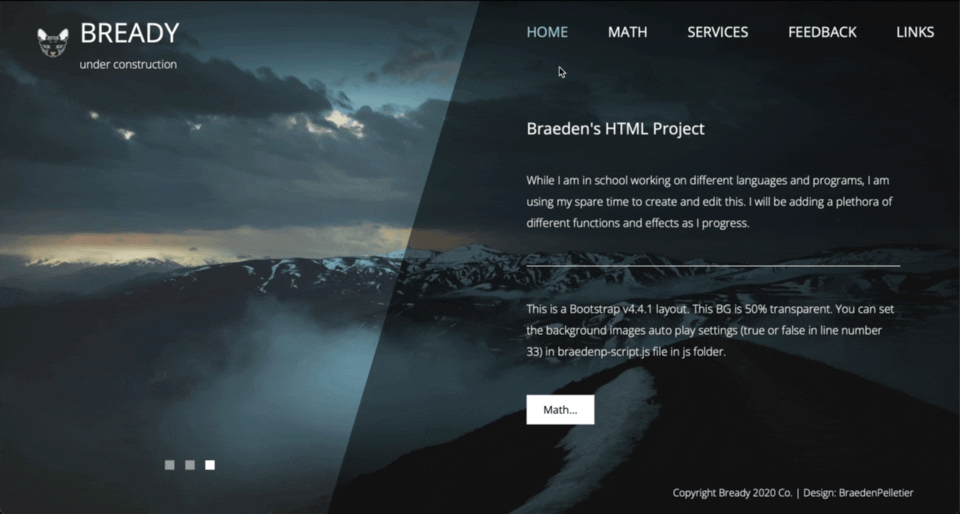 BREADY
under construction
HOME MATH SERVICES FEEDBACK LINKS
Braeden's HTML Project
While I am in school working on different languages and programs, I am
using my spare time to create and edit this. I will be adding a plethora of
different functions and effects as I progress.
This is a Bootstrap v4.4.1 layout. This BG is 50% transparent. You can set
the background images auto play settings (true or false in line number
33) in braedenp-script.js file in js folder.
Math...
Copyright Bready 2020 Co. | Design: BraedenPelletier